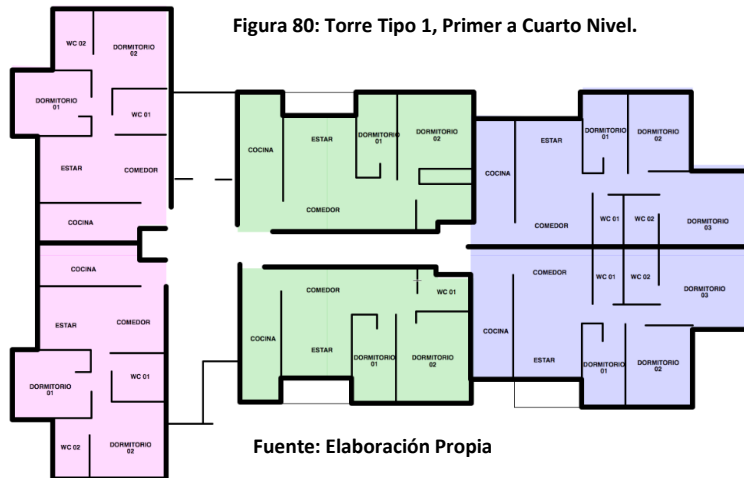 Figura 80: Torre Tipo 1, Primer a Cuarto Nivel.
WC 02
DORMITORIO
02
DORMITORIO
01
WC 01
ESTAR
COMEDOR
COCINA
COCINA
ESTAR
COMEDOR
DORMITORIO
01
WC 01
WC 02
DORMITORIO
02
COCINA
ESTAR
DORMITORIO
01
DORMITORIO
02
COMEDOR
COMEDOR
WC 01
COCINA
ESTAR
DORMITORIO
01
DORMITORIO
02
ESTAR
DORMITORIO
01
DORMITORIO
02
COCINA
COMEDOR
WC 01
WC 02
DORMITORIO
03
COMEDOR
WC 01
WC 02
DORMITORIO
03
COCINA
ESTAR
DORMITORIO
01
DORMITORIO
02
Fuente: Elaboración Propia